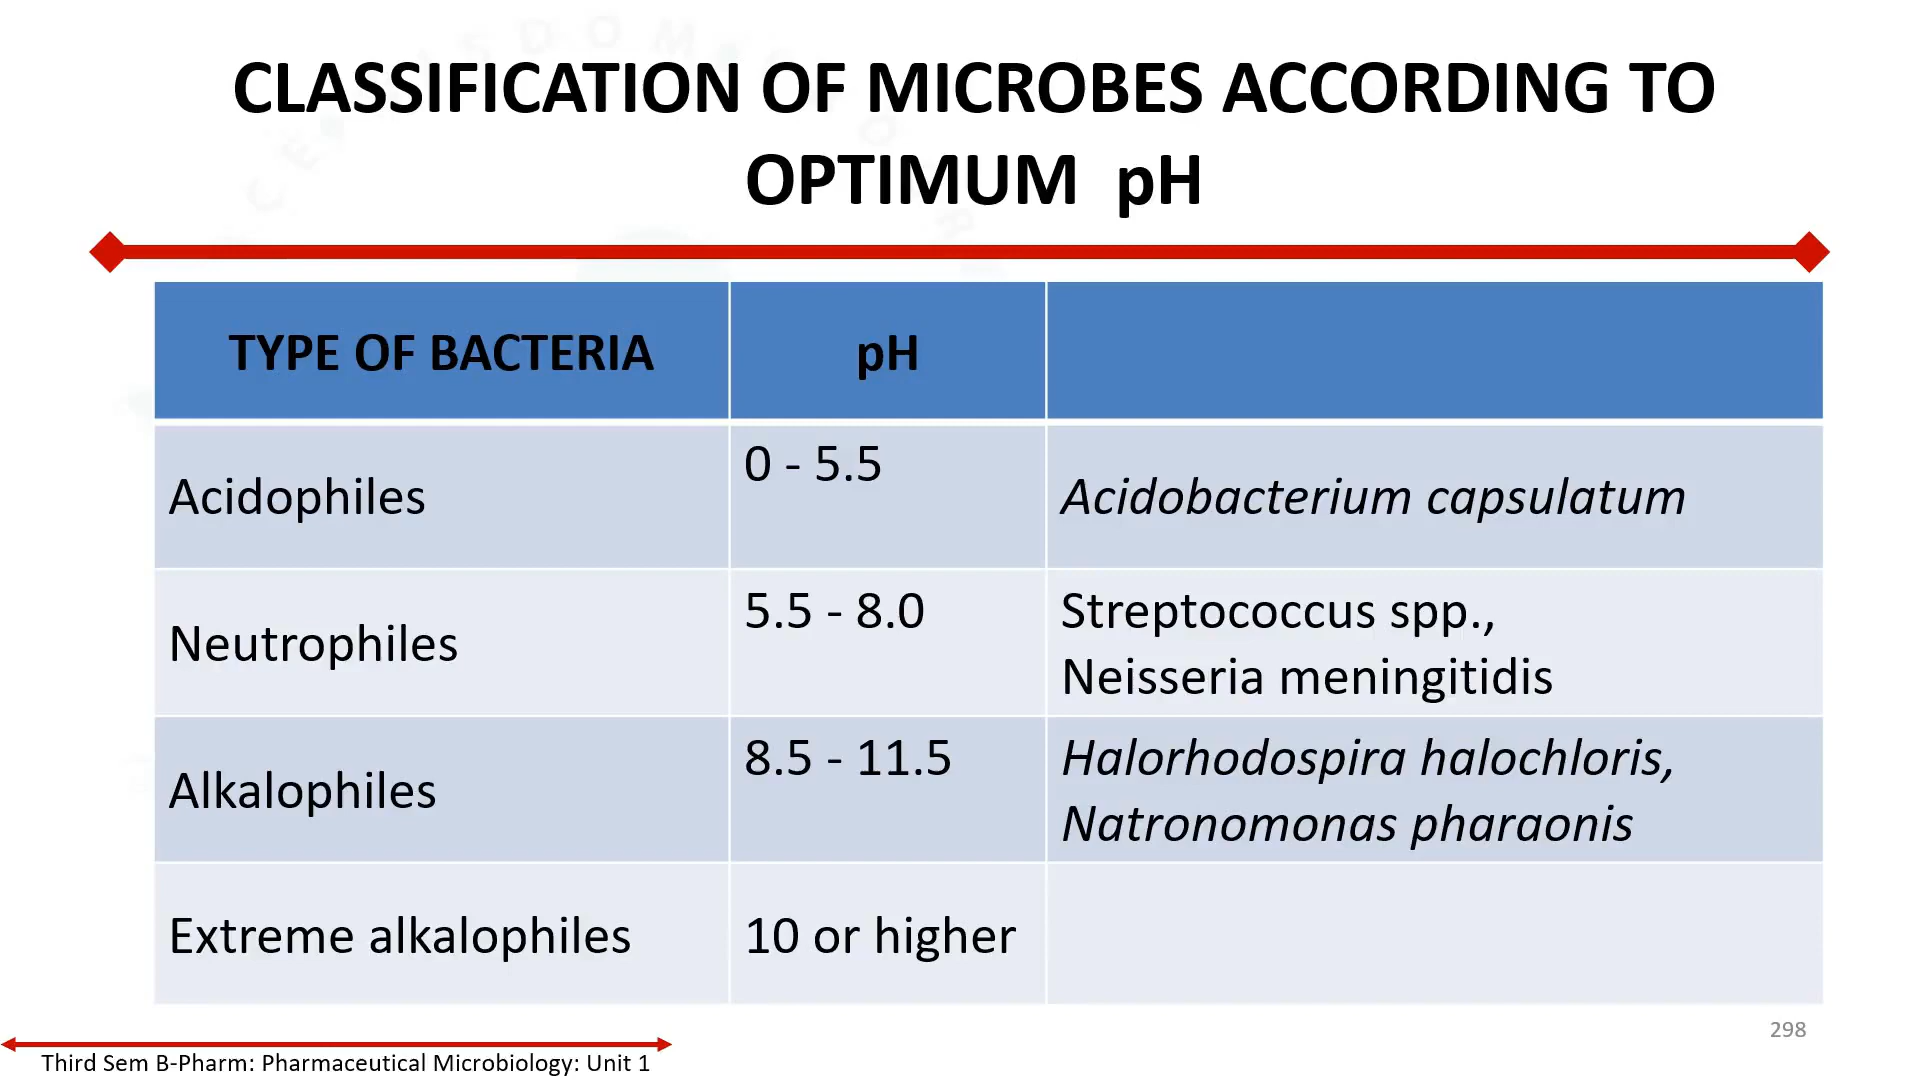 CLASSIFICATION OF MICROBES ACCORDING TO
OPTIMUM pH
TYPE OF BACTERIA
pH
Acidophiles
0 - 5.5
Acidobacterium capsulatum
Neutrophiles
5.5 - 8.0
Streptococcus spp.,
Neisseria meningitidis
Alkalophiles
8.5 - 11.5
Halorhodospira halochloris,
Natronomonas pharaonis
Extreme alkalophiles
10 or higher
298
Third Sem B-Pharm: Pharmaceutical Microbiology: Unit 1